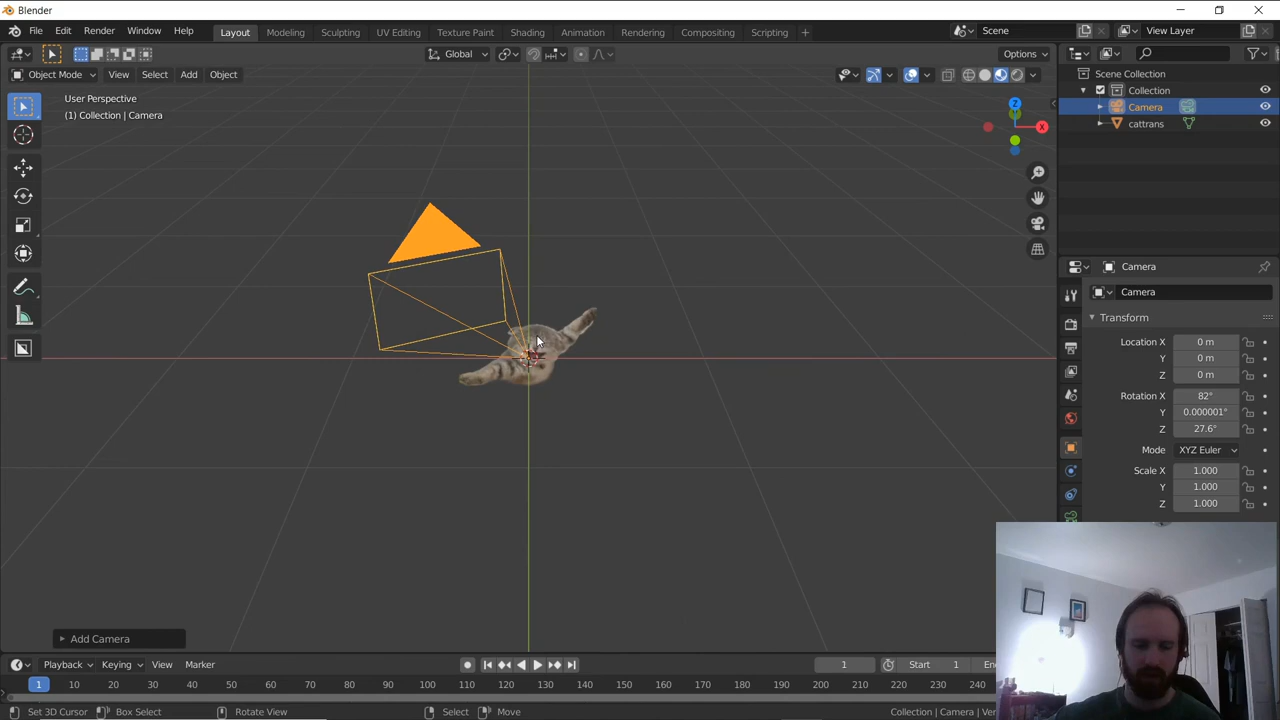 Blender
File Edit Render Window Help Layout Modeling Sculpting UV Editing Texture Paint Shading Animation Rendering Compositing Scripting + Scene View Layer
Global Options
Object Mode View Select Add Object
User Perspective
(1) Collection | Camera
Z
X
Scene Collection
Collection
Camera
cattrans
Camera
Camera
Transform
Location X 0 m
Y 0 m
Z 0 m
Rotation X 82°
Y 0.000001°
Z 27.6°
Mode XYZ Euler
Scale X 1.000
Y 1.000
Z 1.000
Add Camera
Playback Keying View Marker 1 Start 1 En
1 10 20 30 40 50 60 70 80 90 100 110 120 130 140 150 160 170 180 190 200 210 220 230 240
Set 3D Cursor Box Select Rotate View Select Move Collection | Camera | Ver